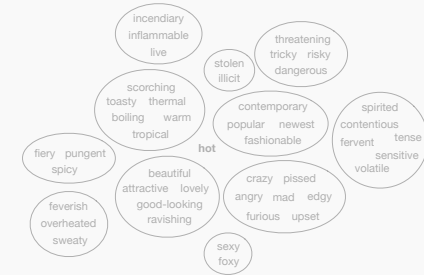 incendiary
inflammable
live
threatening
tricky risky
dangerous
stolen
illicit
scorching
toasty thermal
boiling warm
tropical
contemporary
popular newest
fashionable
spirited
contentious
fervent tense
sensitive
volatile
hot
fiery pungent
spicy
beautiful
attractive lovely
good-looking
ravishing
crazy pissed
angry mad edgy
furious upset
feverish
overheated
sweaty
sexy
foxy